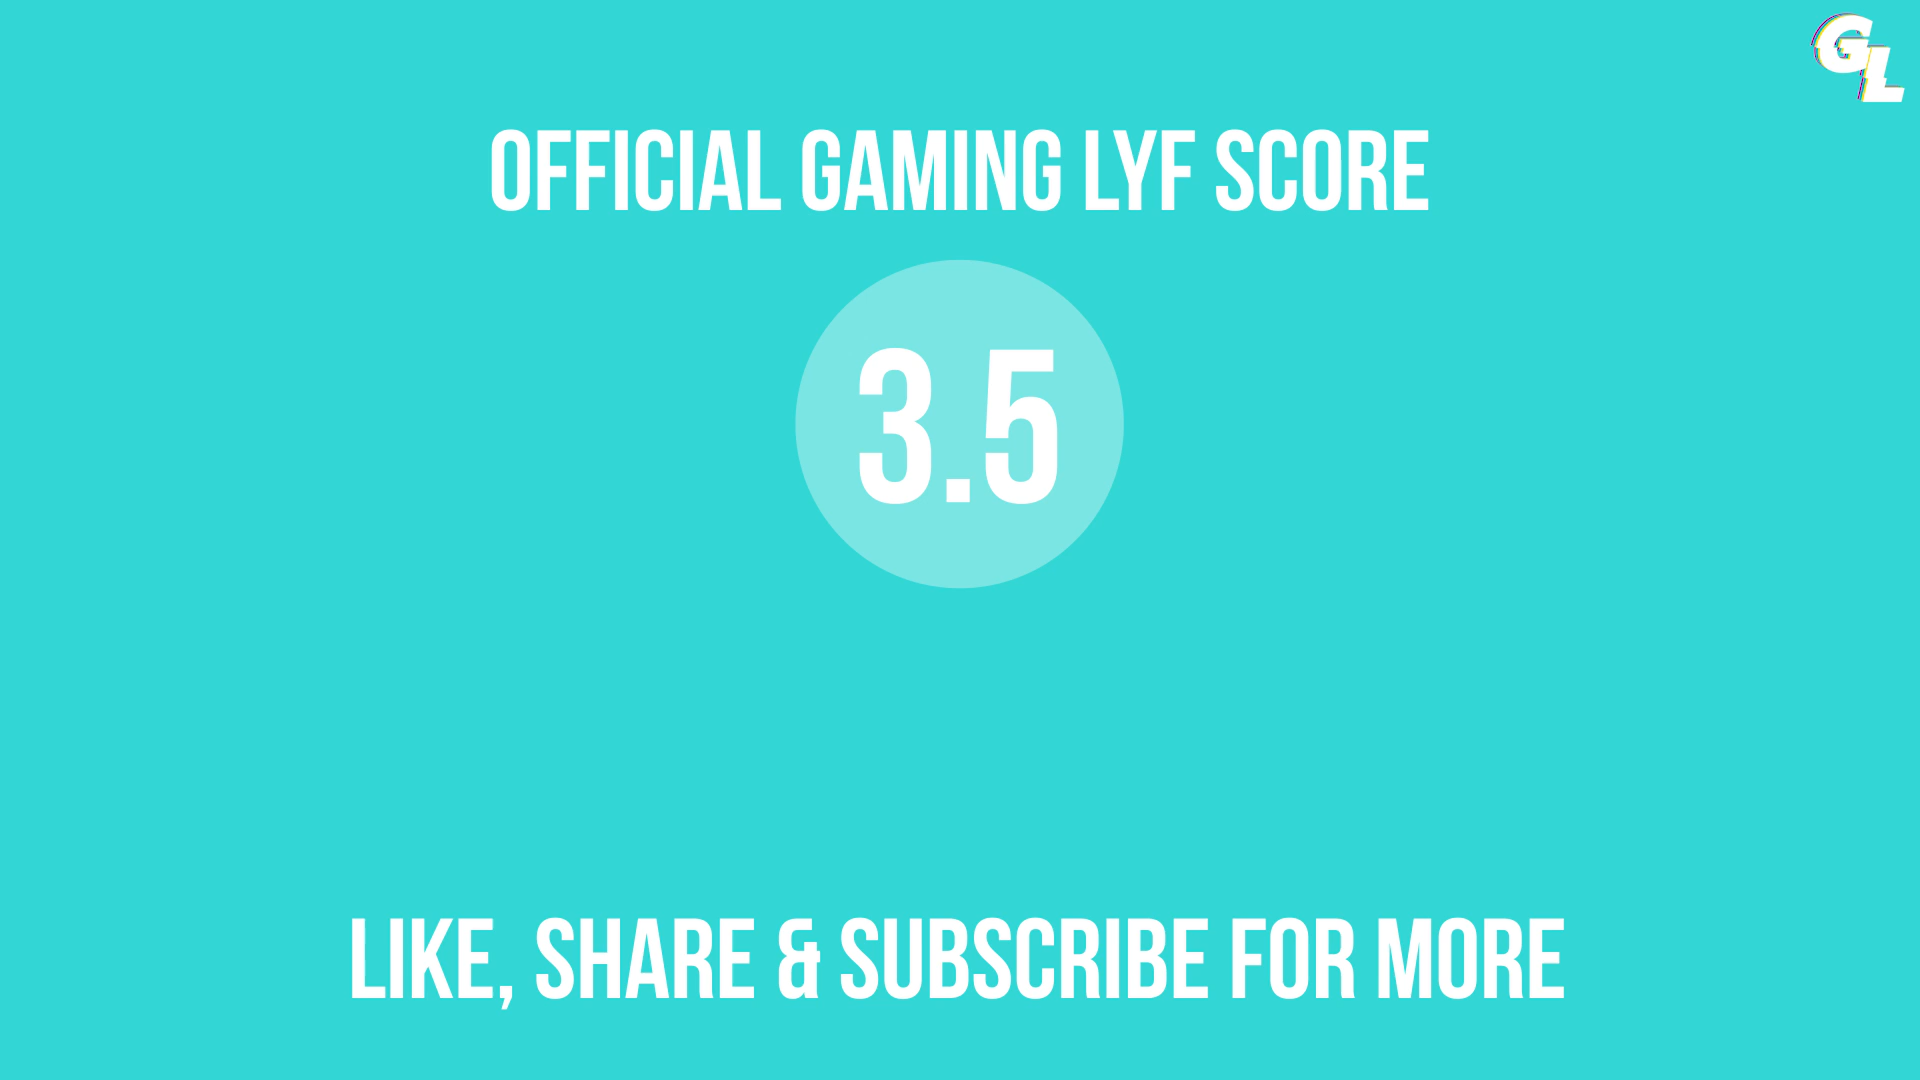 GL
OFFICIAL GAMING LYF SCORE
3.5
LIKE, SHARE & SUBSCRIBE FOR MORE